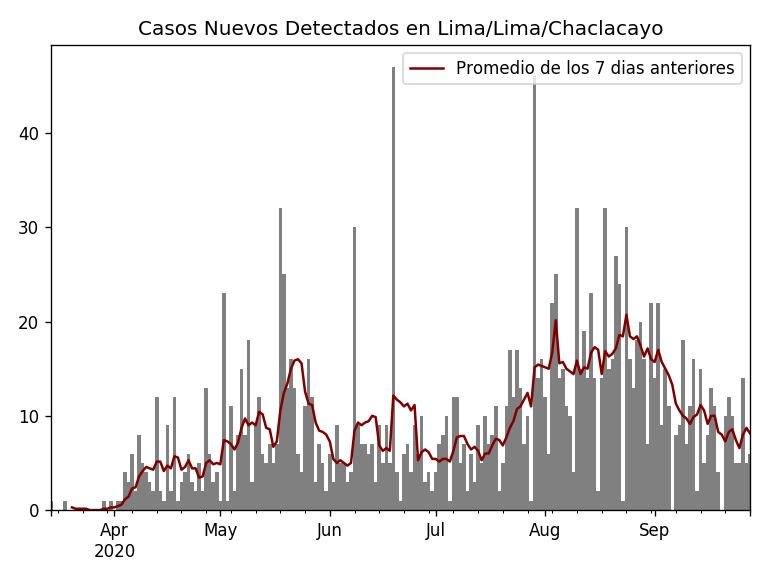 Casos Nuevos Detectados en Lima/Lima/Chaclacayo
Promedio de los 7 dias anteriores
40
30
20
10
0
Apr May Jun Jul Aug Sep
2020